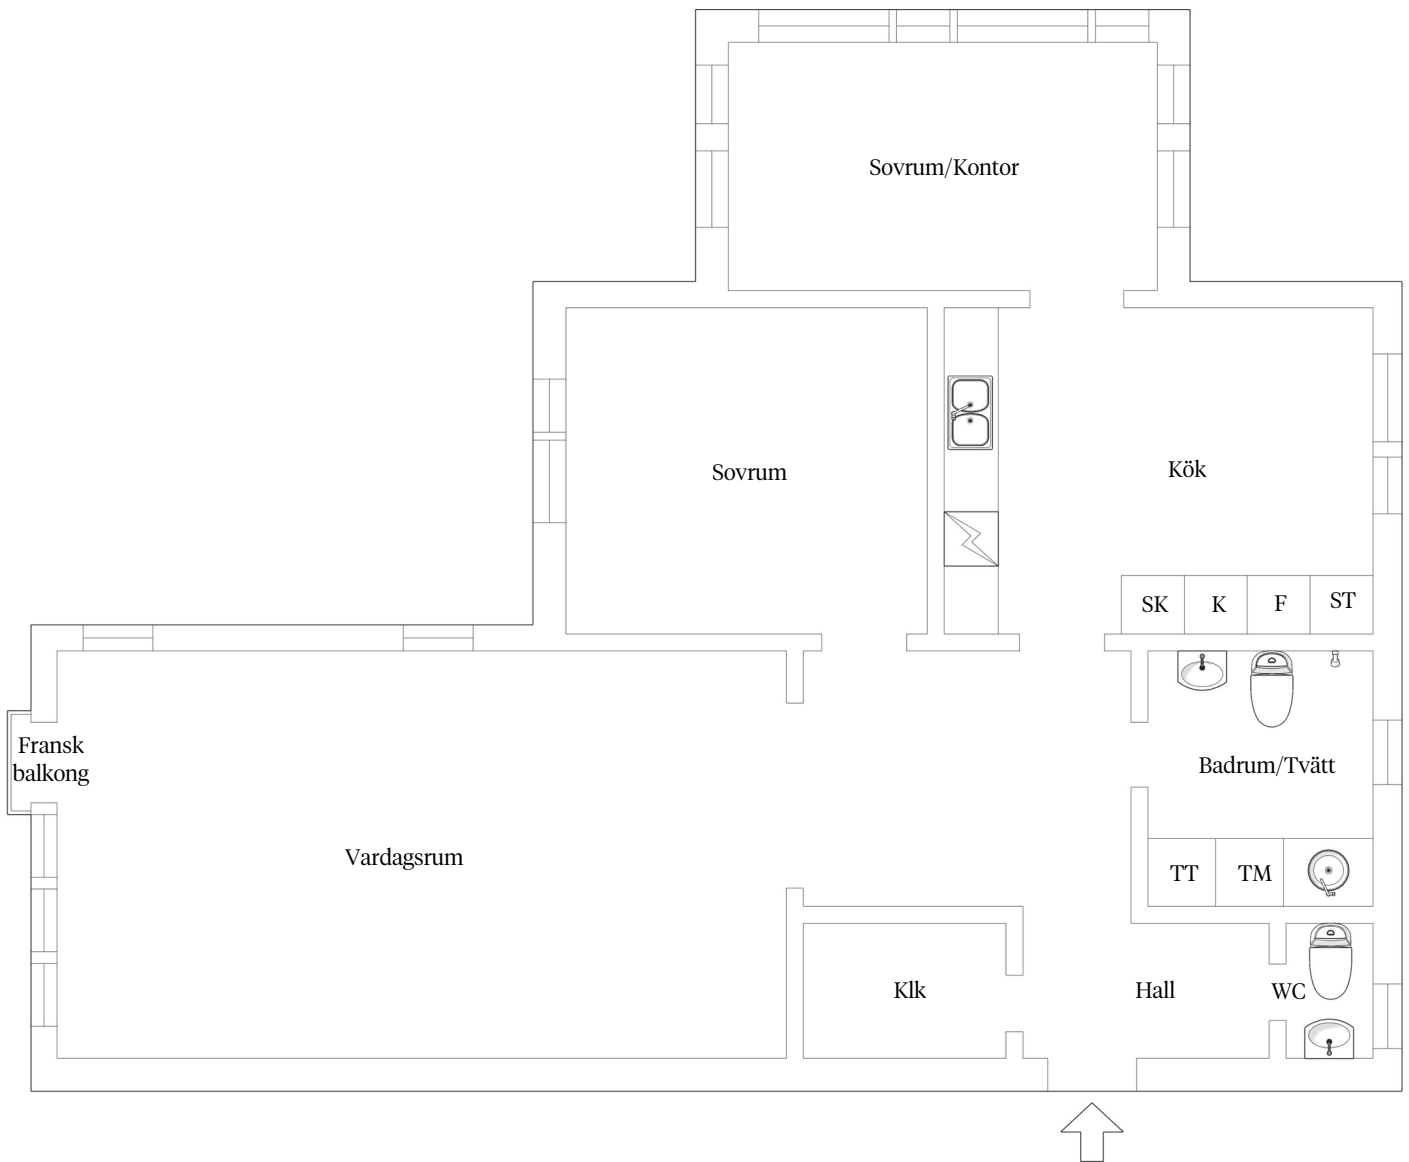 Sovrum/Kontor
Sovrum
Kök
SK
K
F
ST
Fransk
balkong
Badrum/Tvätt
Vardagsrum
TT
TM
Klk
Hall
WC